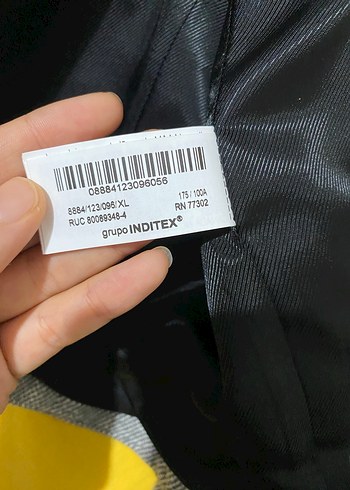 08884123096056
8884/123/096/XL
175 / 100A
RUC 80089348-4
RN 77302
grupo INDITEX®